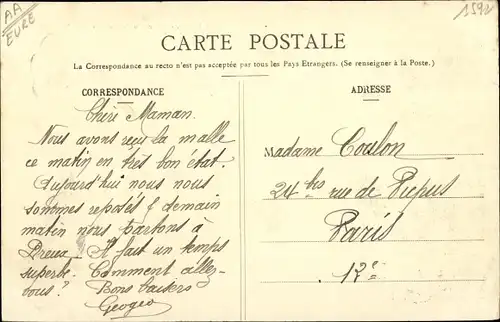 AA
EURE
1592
CARTE POSTALE
La Correspondance au recto n'est pas acceptée par tous les Pays Etrangers. (Se renseigner à la Poste.)
CORRESPONDANCE
Chère Maman.
Nous avons reçu la malle
ce matin en très bon état
Aujourd'hui nous nous
sommes reposés & demain
matin nous partons à
Dreux. Il fait un temps
superbe. Comment allez-
vous? Bons baisers
Georges
ADRESSE
Madame Coulon
24 bis rue de Picpus
Paris
12e